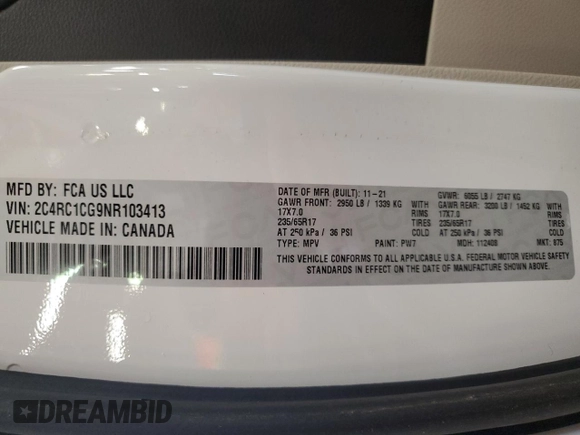 MFD BY: FCA US LLC
VIN: 2C4RC1CG9NR103413
VEHICLE MADE IN: CANADA
DATE OF MFR (BUILT): 11-21
GAWR FRONT: 2950 LB / 1339 KG WITH
17X7.0 RIMS
235/65R17 TIRES
AT 250 kPa / 36 PSI COLD
TYPE: MPV PAINT: PW7
GVWR: 6055 LB / 2747 KG
GAWR REAR: 3200 LB / 1452 KG WITH
17X7.0 RIMS
235/65R17 TIRES
AT 250 kPa / 36 PSI COLD
MDH: 112408 MKT: 875
THIS VEHICLE CONFORMS TO ALL APPLICABLE U.S.A. FEDERAL MOTOR VEHICLE SAFETY
STANDARDS IN EFFECT ON THE DATE OF MANUFACTURE SHOWN ABOVE.
DREAMBID